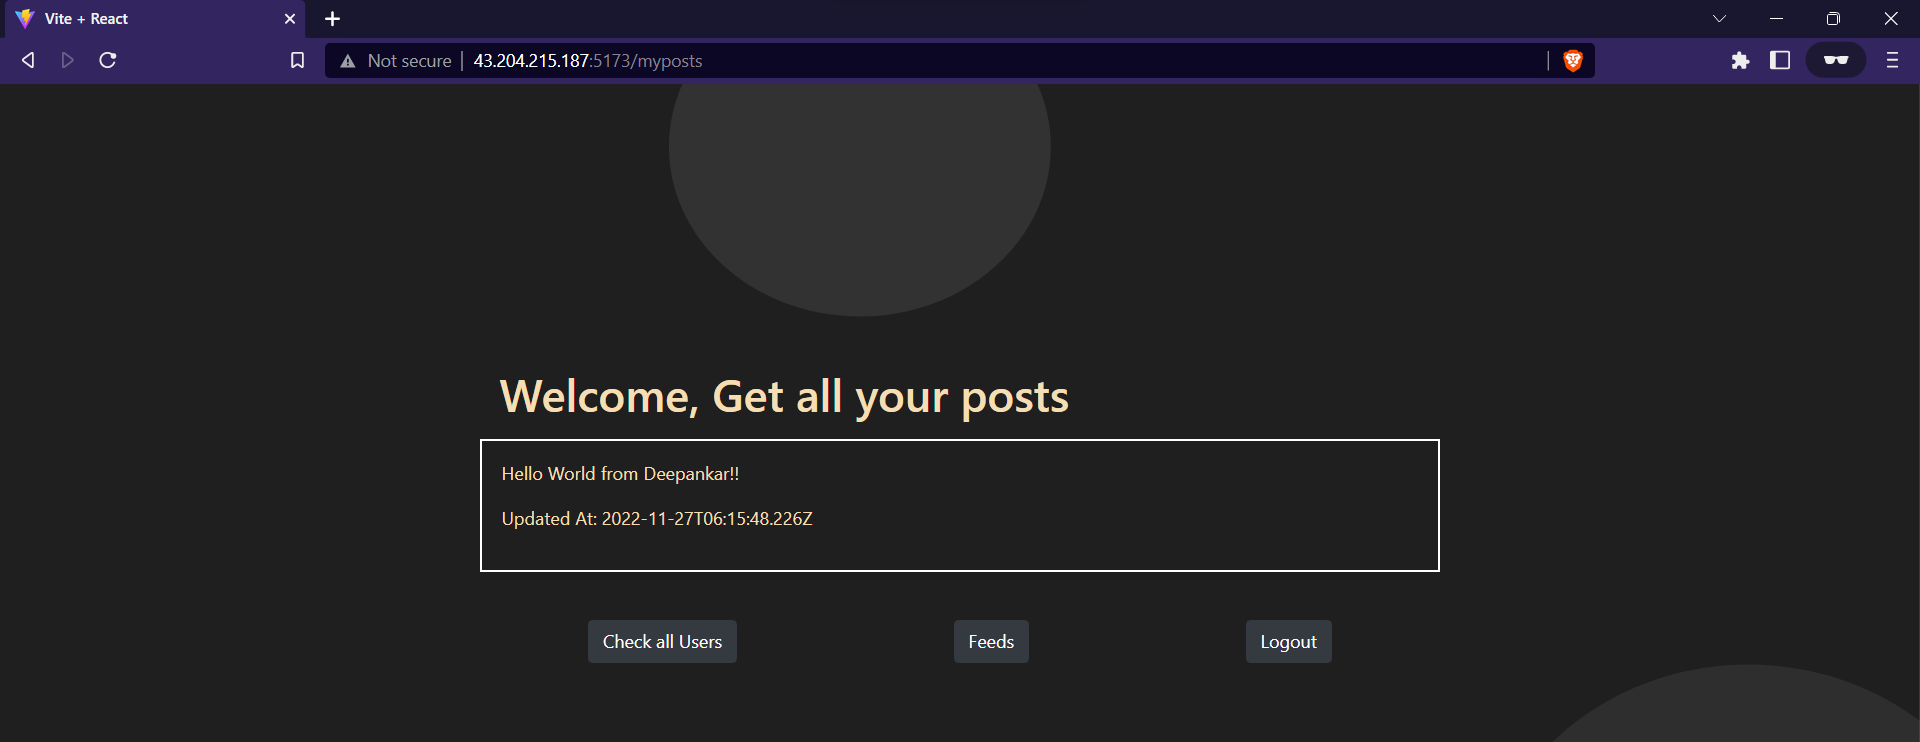 Vite + React
Not secure 43.204.215.187:5173/myposts
Welcome, Get all your posts
Hello World from Deepankar!!
Updated At: 2022-11-27T06:15:48.226Z
Check all Users Feeds Logout